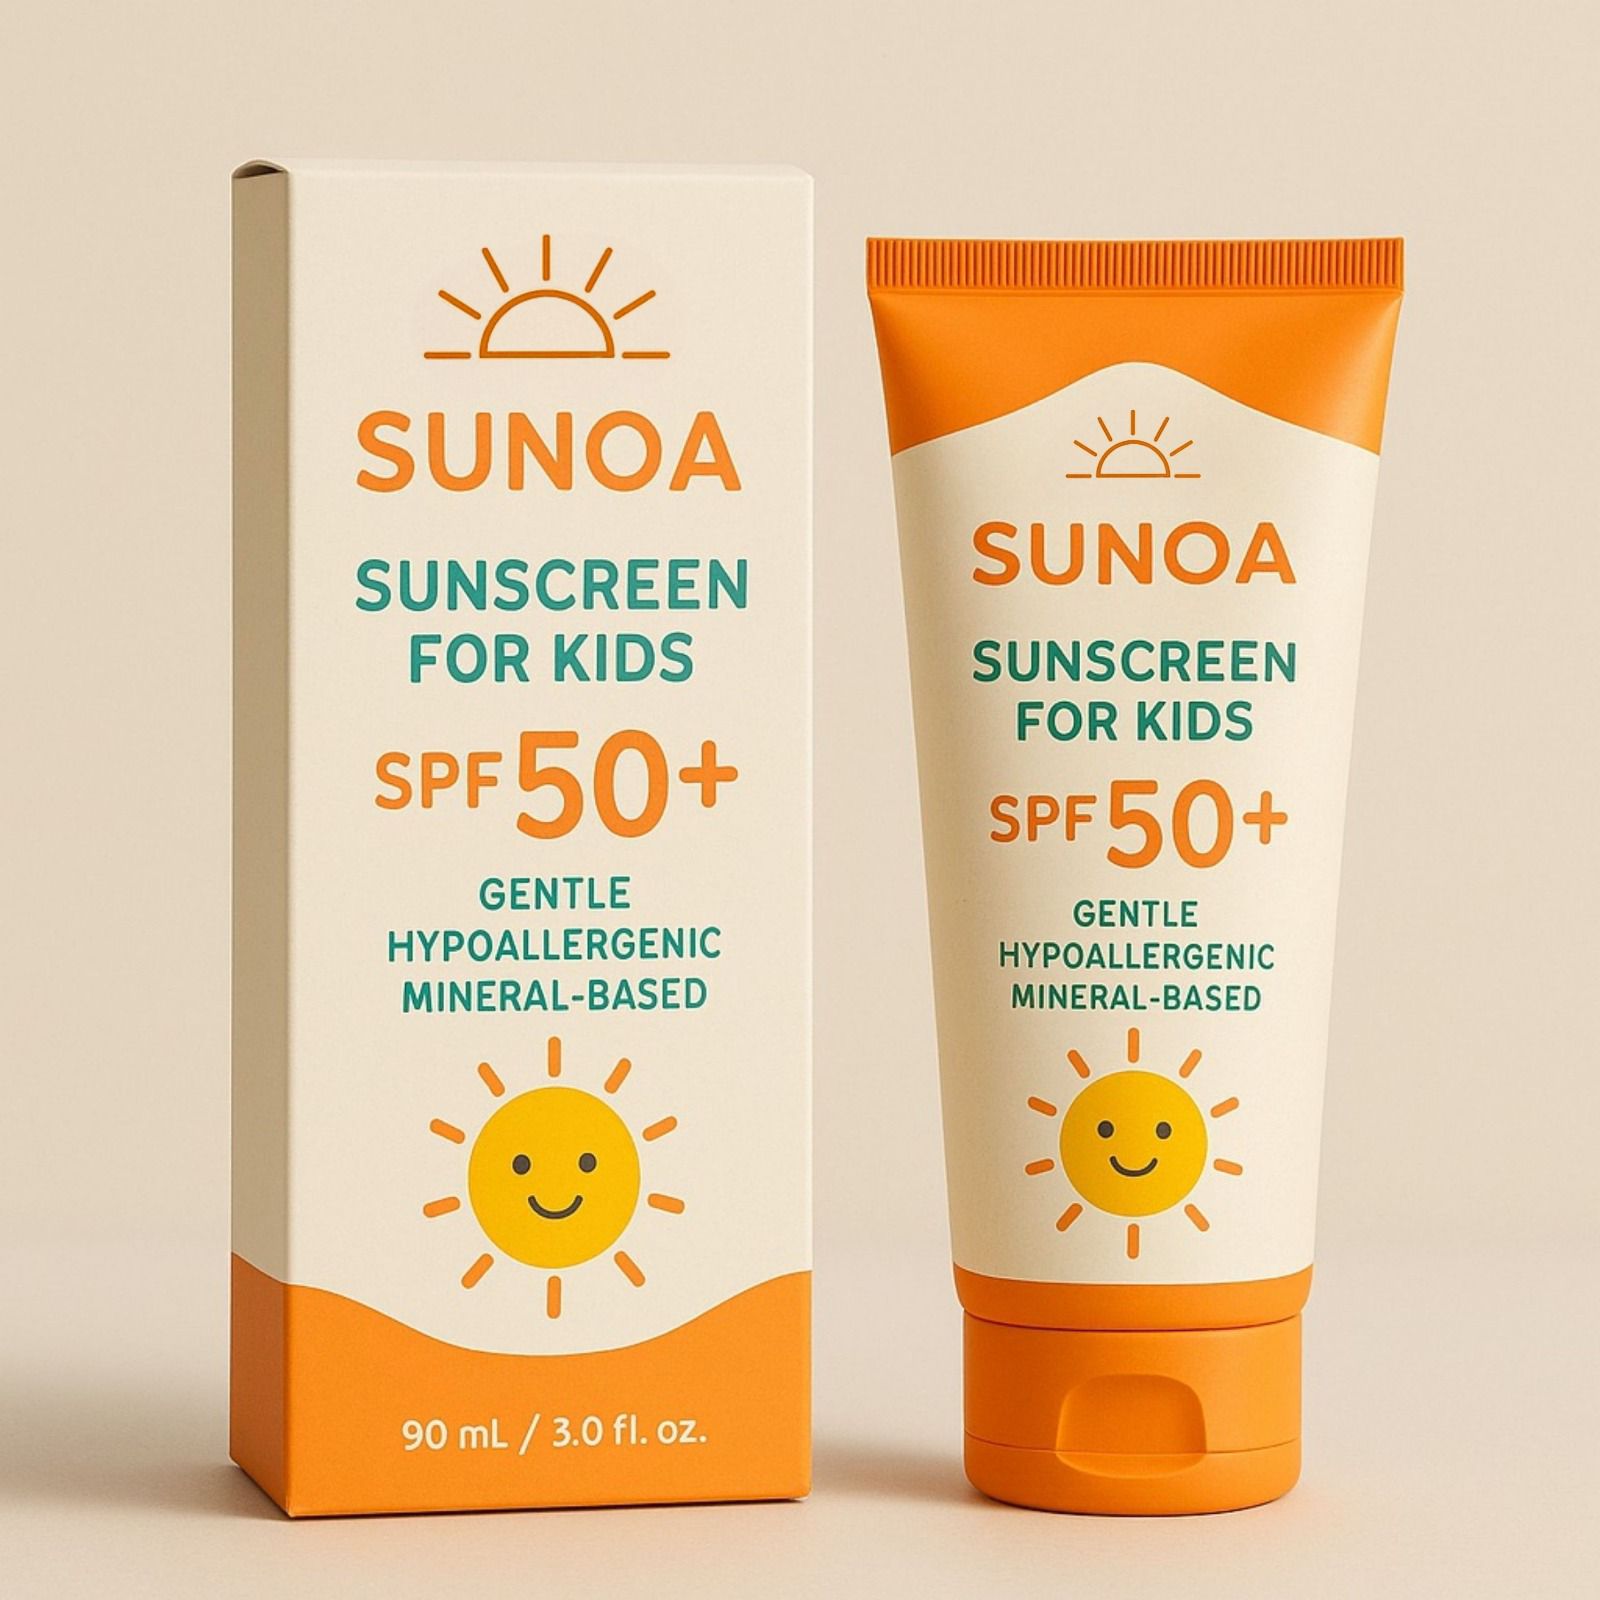 SUNOA
SUNSCREEN
FOR KIDS
SPF 50+
GENTLE
HYPOALLERGENIC
MINERAL-BASED
90 mL / 3.0 fl. oz.
SUNOA
SUNSCREEN
FOR KIDS
SPF 50+
GENTLE
HYPOALLERGENIC
MINERAL-BASED